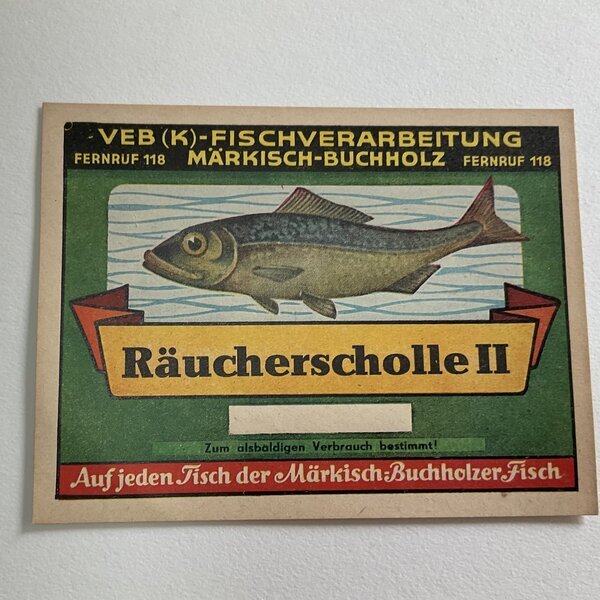 VEB (K)-FISCHVERARBEITUNG
FERNRUF 118 MÄRKISCH-BUCHHOLZ FERNRUF 118
Räucherscholle II
Zum alsbaldigen Verbrauch bestimmt!
Auf jeden Tisch der Märkisch-Buchholzer Fisch